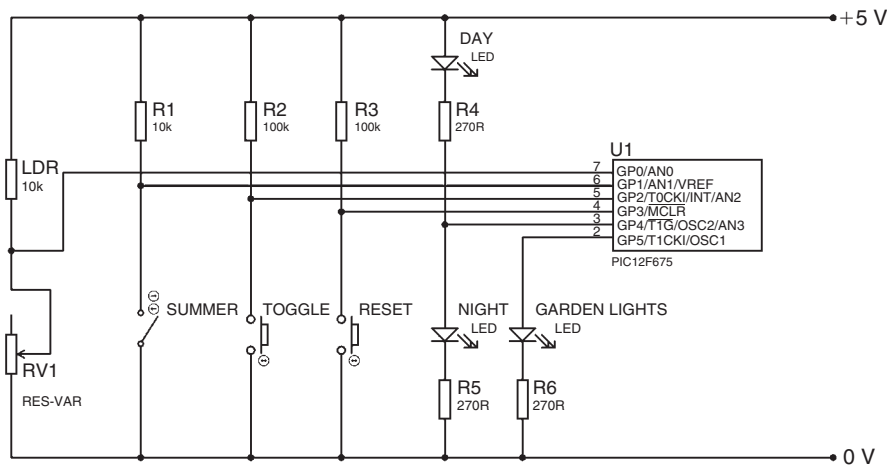 +5 V
DAY
LED
R1
10k
R2
100k
R3
100k
R4
270R
U1
LDR
10k
7 GP0/AN0
6 GP1/AN1/VREF
5 GP2/T0CKI/INT/AN2
4 GP3/MCLR
3 GP4/T1G/OSC2/AN3
2 GP5/T1CKI/OSC1
PIC12F675
SUMMER
TOGGLE
RESET
NIGHT
LED
GARDEN LIGHTS
LED
RV1
RES-VAR
R5
270R
R6
270R
0 V